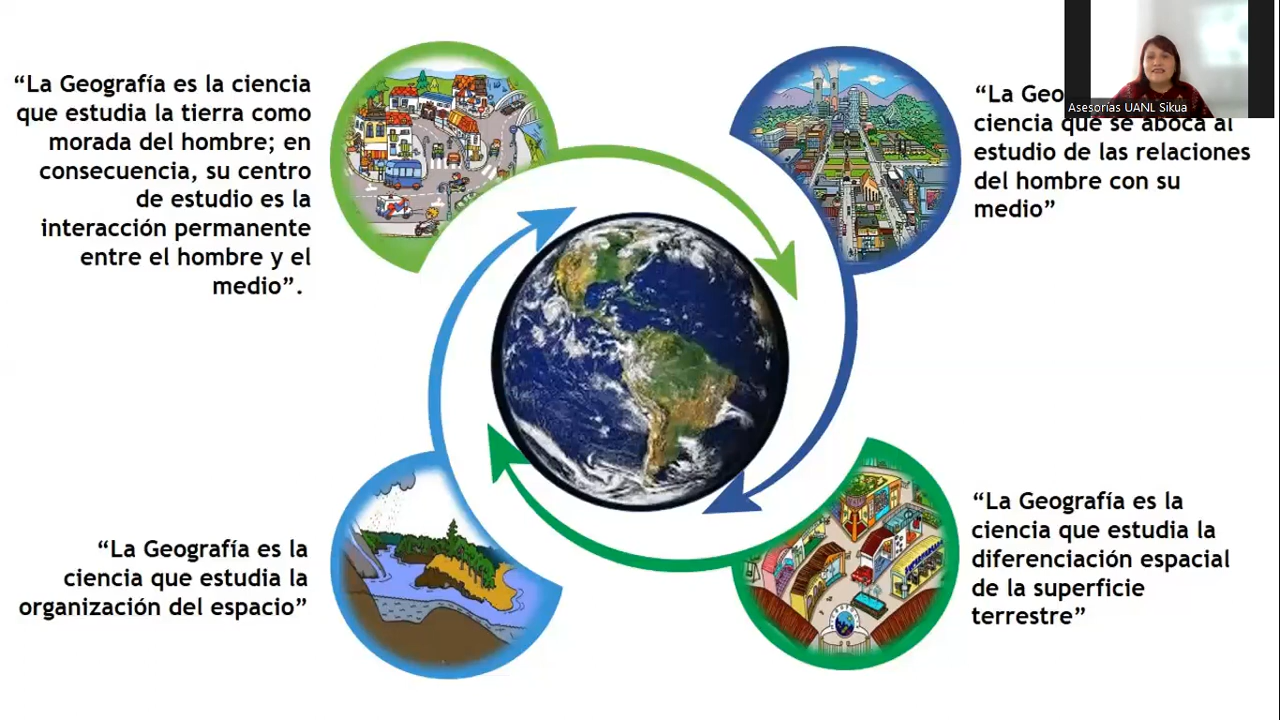 “La Geografía es la ciencia
que estudia la tierra como
morada del hombre; en
consecuencia, su centro
de estudio es la
interacción permanente
entre el hombre y el
medio”.
“La Geo
ciencia que se aboca al
estudio de las relaciones
del hombre con su
medio”
Asesorías UANL Sikua
“La Geografía es la
ciencia que estudia la
organización del espacio”
“La Geografía es la
ciencia que estudia la
diferenciación espacial
de la superficie
terrestre”